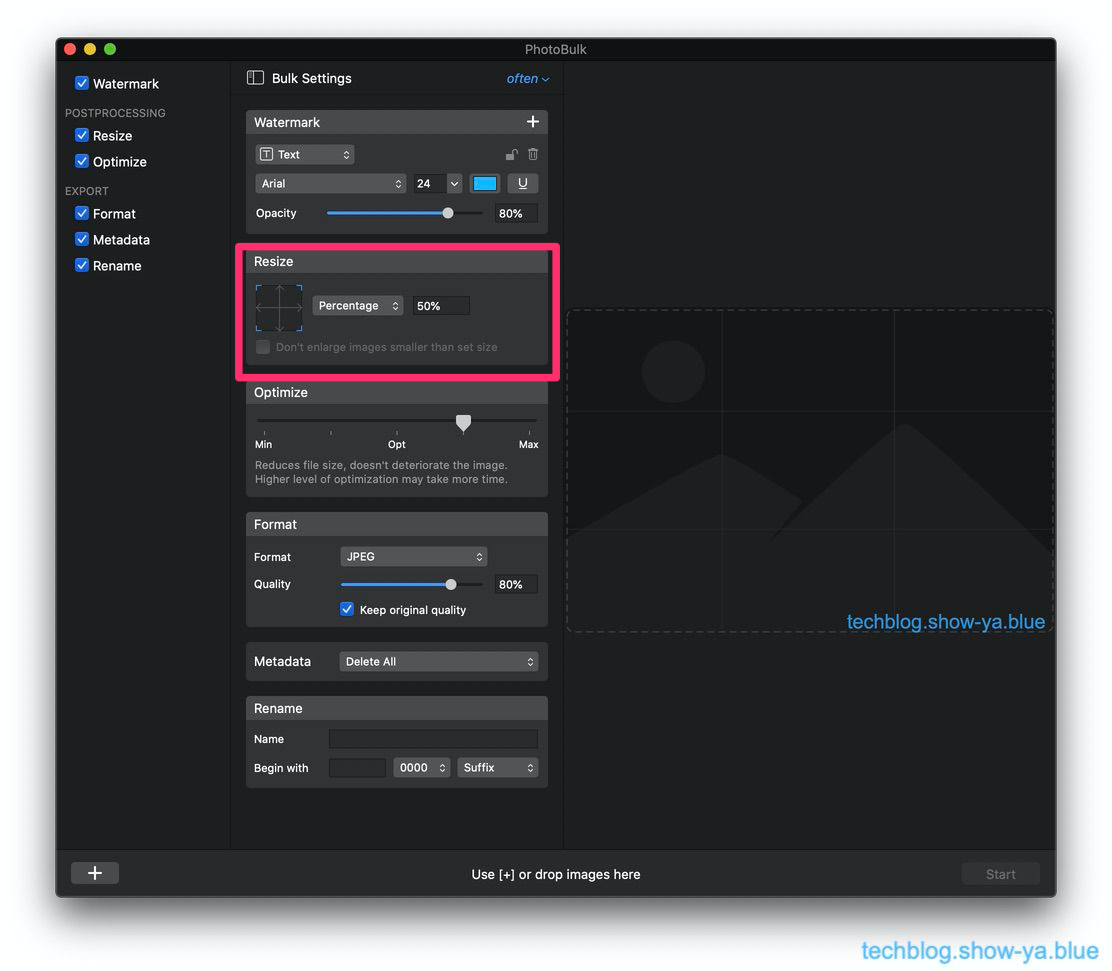 PhotoBulk
Watermark
POSTPROCESSING
Resize
Optimize
EXPORT
Format
Metadata
Rename
Bulk Settings often
Watermark
T Text
Arial 24 U
Opacity 80%
Resize
Percentage 50%
Don't enlarge images smaller than set size
Optimize
Min Opt Max
Reduces file size, doesn't deteriorate the image.
Higher level of optimization may take more time.
Format
Format JPEG
Quality 80%
Keep original quality
Metadata Delete All
Rename
Name
Begin with 0000 Suffix
techblog.show-ya.blue
Use [+] or drop images here
Start
techblog.show-ya.blue